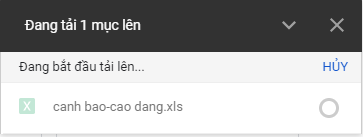 Đang tải 1 mục lên
Đang bắt đầu tải lên... HỦY
X canh bao-cao dang.xls